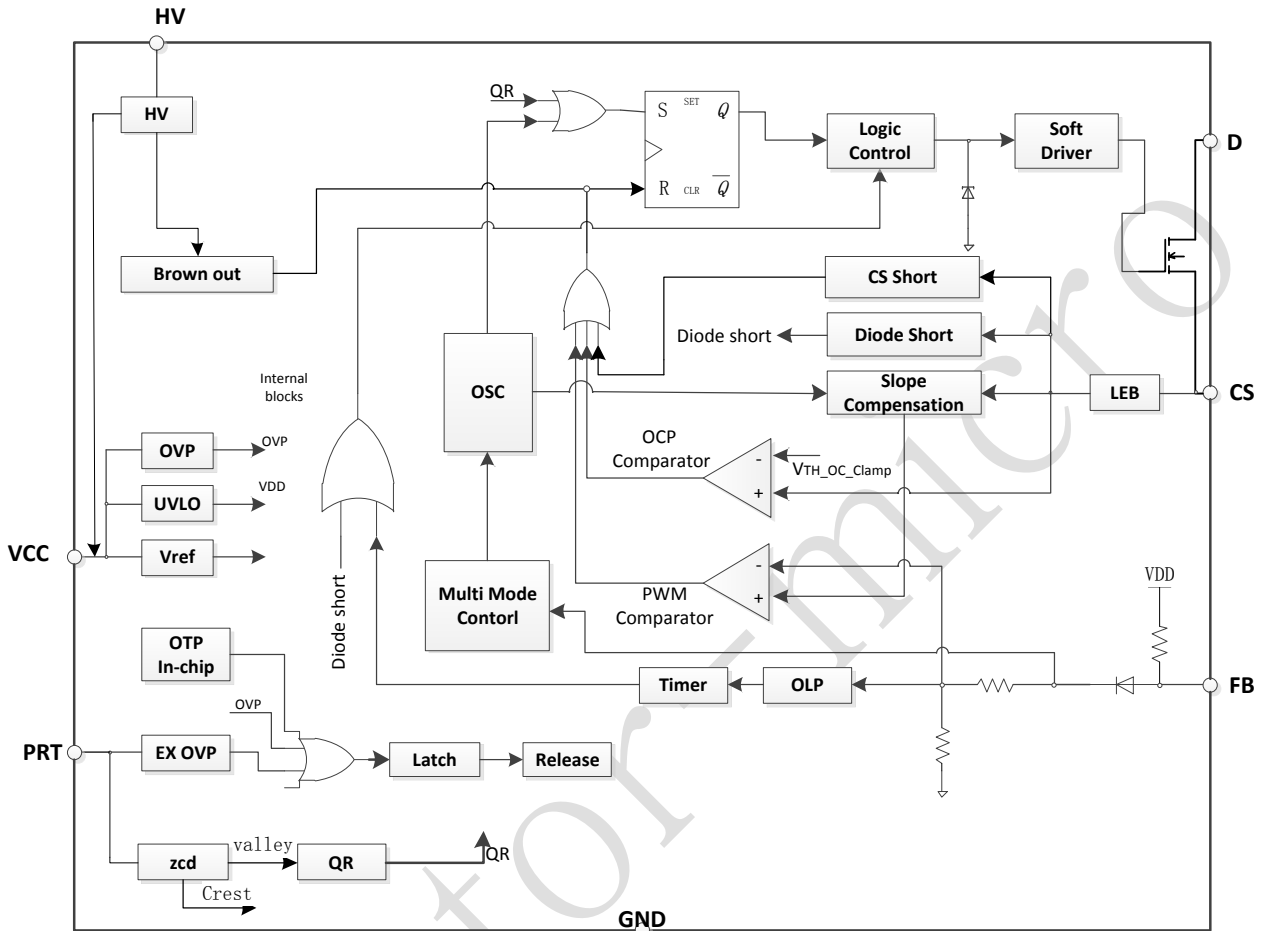 HV
HV
QR
S SET Q
R CLR Q
Logic
Control
Soft
Driver
D
Brown out
CS Short
Diode short
Diode Short
OSC
Slope
Compensation
LEB
CS
Internal
blocks
OVP
OVP
UVLO
VDD
VCC
Vref
OCP
Comparator
-
+
VTH_OC_Clamp
Diode short
Multi Mode
Contorl
PWM
Comparator
-
+
VDD
OTP
In-chip
Timer
OLP
FB
OVP
PRT
EX OVP
Latch
Release
zcd
valley
Crest
QR
QR
GND
tor-micro